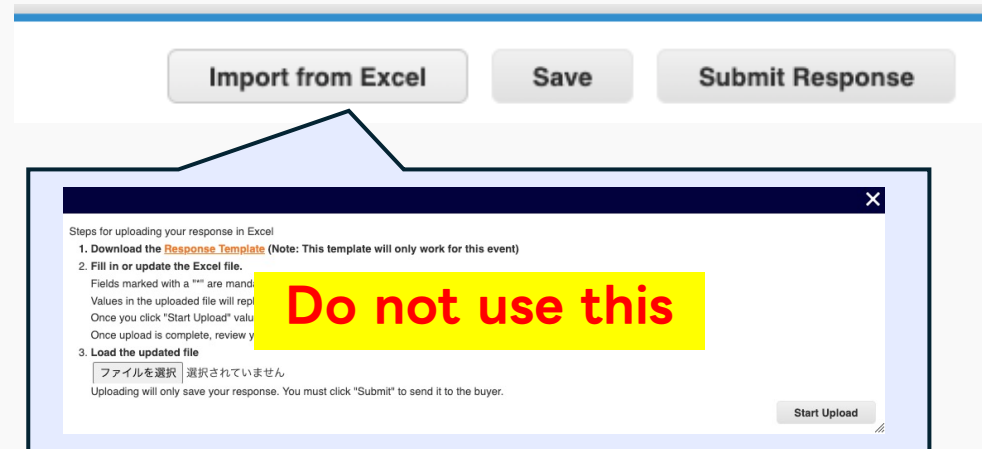 Import from Excel
Save
Submit Response
Steps for uploading your response in Excel
1. Download the Response Template (Note: This template will only work for this event)
2. Fill in or update the Excel file.
Fields marked with a "*" are
Values in the uploaded file will
Once you click "Start Upload"
Once upload is complete, review
Do not use this
3. Load the updated file
ファイルを選択 選択されていません
Uploading will only save your response. You must click "Submit" to send it to the buyer.
Start Upload